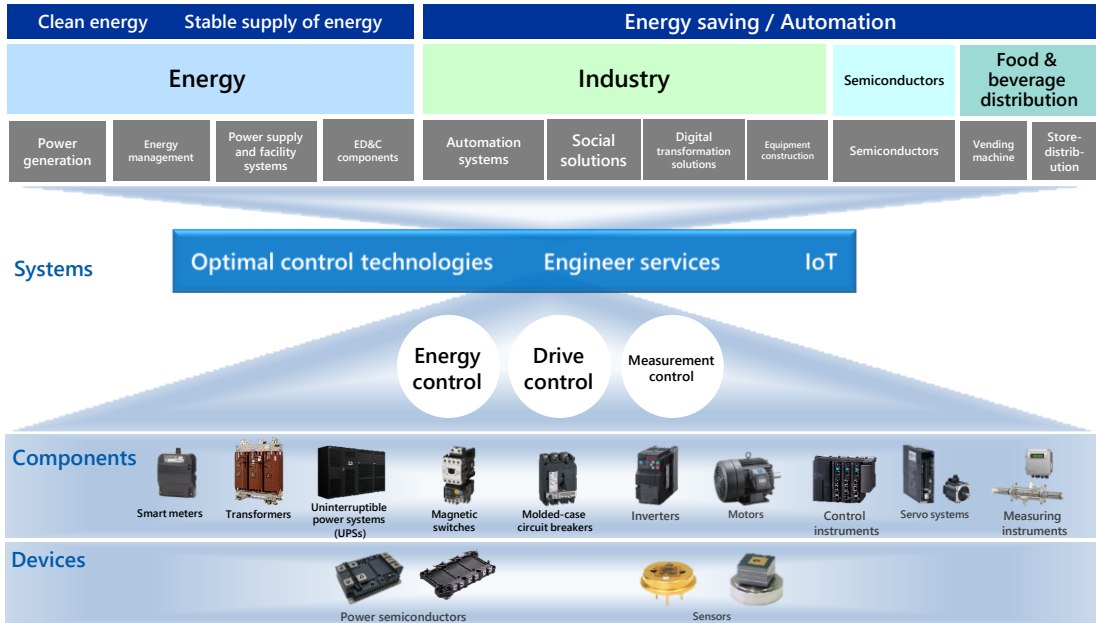 Clean energy Stable supply of energy
Energy saving / Automation
Energy
Industry
Semiconductors
Food &
beverage
distribution
Power
generation
Energy
management
Power supply
and facility
systems
ED&C
components
Automation
systems
Social
solutions
Digital
transformation
solutions
Equipment
construction
Semiconductors
Vending
machine
Store-
distrib-
ution
Systems
Optimal control technologies Engineer services IoT
Energy
control
Drive
control
Measurement
control
Components
Smart meters
Transformers
Uninterruptible
power systems
(UPSs)
Magnetic
switches
Molded-case
circuit breakers
Inverters
Motors
Control
instruments
Servo systems
Measuring
instruments
Devices
Power semiconductors
Sensors